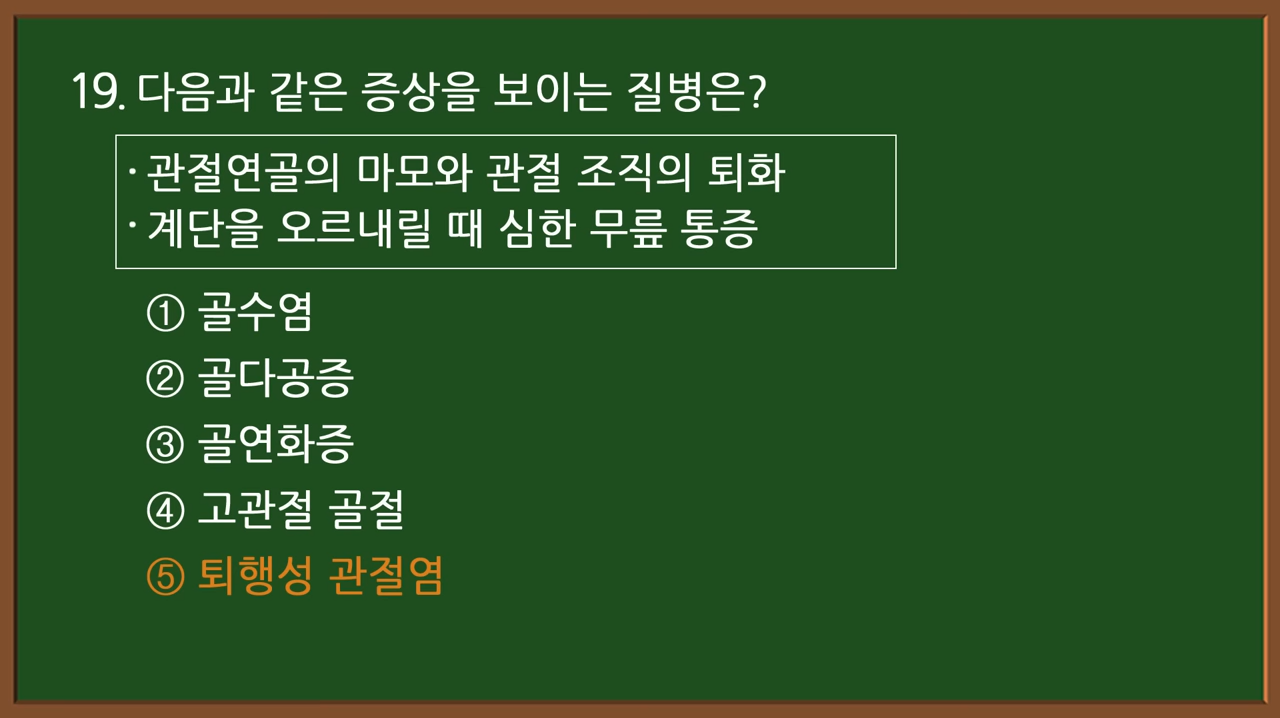 19. 다음과 같은 증상을 보이는 질병은?
· 관절연골의 마모와 관절 조직의 퇴화
· 계단을 오르내릴 때 심한 무릎 통증
① 골수염
② 골다공증
③ 골연화증
④ 고관절 골절
⑤ 퇴행성 관절염